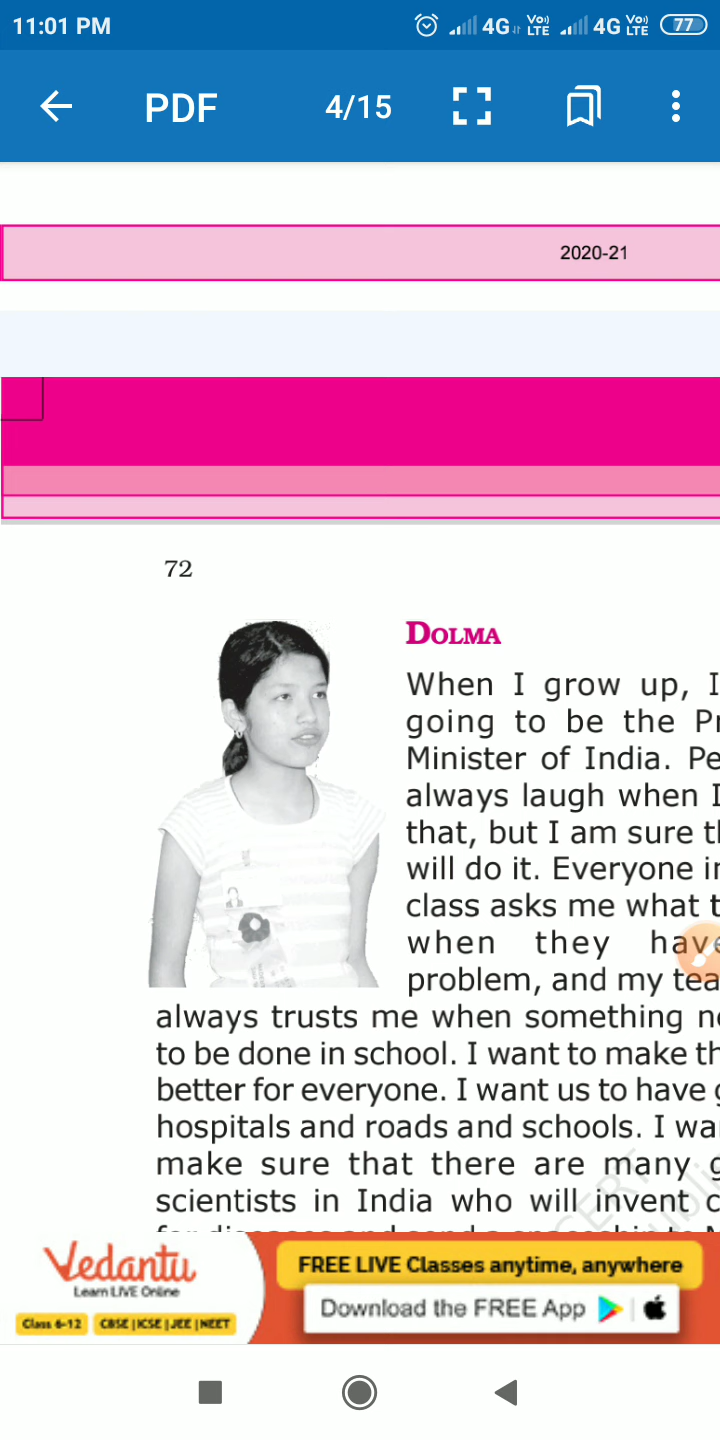 11:01 PM 4G VoLTE 4G VoLTE 77
PDF 4/15
2020-21
72
DOLMA
When I grow up, I
going to be the Pr
Minister of India. Pe
always laugh when I
that, but I am sure th
will do it. Everyone in
class asks me what t
when they have
problem, and my tea
always trusts me when something ne
to be done in school. I want to make th
better for everyone. I want us to have g
hospitals and roads and schools. I wa
make sure that there are many g
scientists in India who will invent c
Vedantu
Learn LIVE Online
Class 6-12 CBSE | ICSE | JEE | NEET
FREE LIVE Classes anytime, anywhere
Download the FREE App